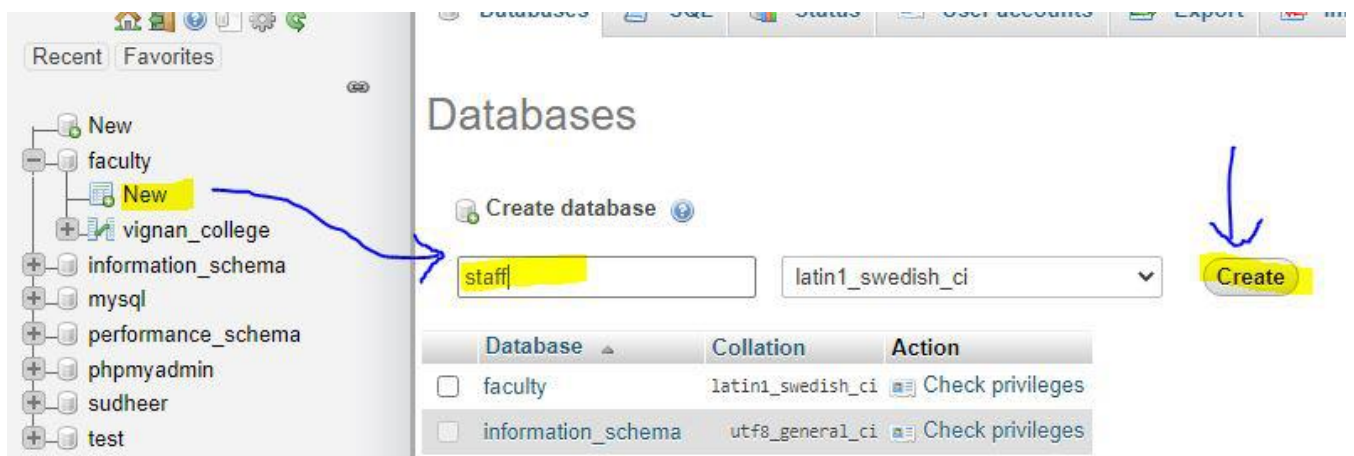 Databases SQL Status User accounts Export
Recent Favorites
New
faculty
New
vignan_college
information_schema
mysql
performance_schema
phpmyadmin
sudheer
test
Databases
Create database
staff
latin1_swedish_ci
Create
Database Collation Action
faculty latin1_swedish_ci Check privileges
information_schema utf8_general_ci Check privileges